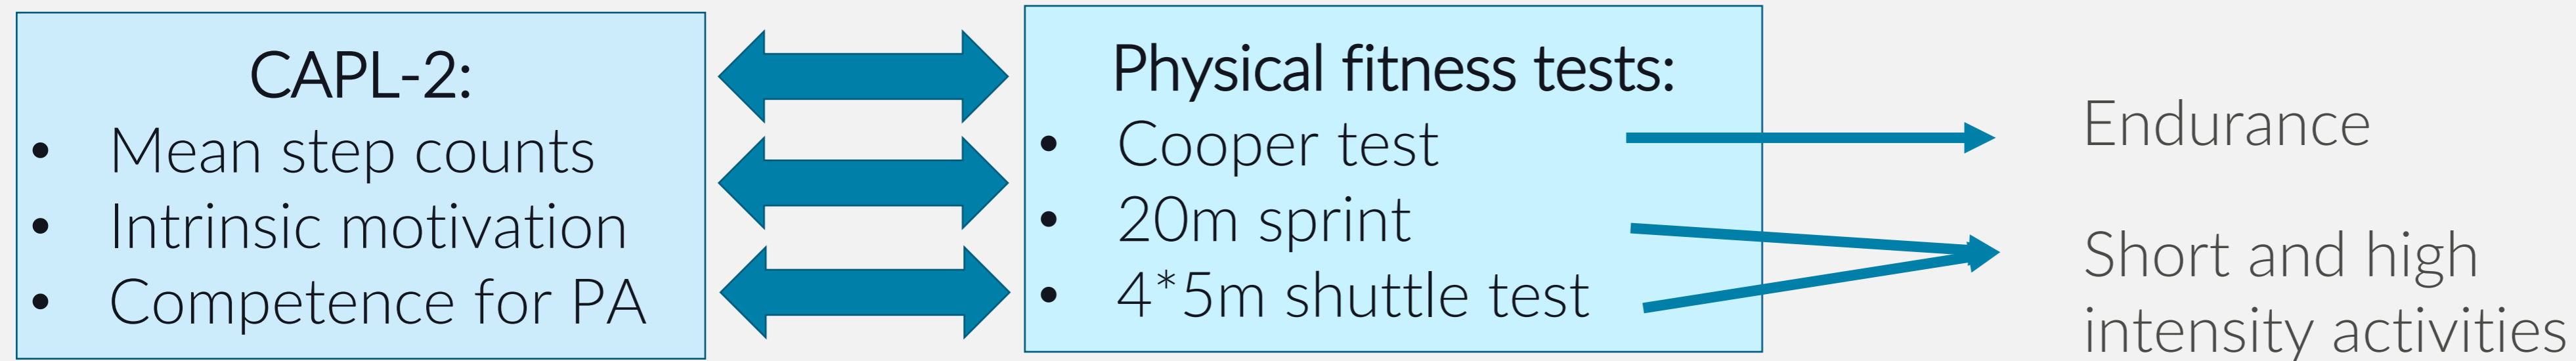 CAPL-2:
• Mean step counts
• Intrinsic motivation
• Competence for PA
Physical fitness tests:
• Cooper test
• 20m sprint
• 4*5m shuttle test
Endurance
Short and high
intensity activities